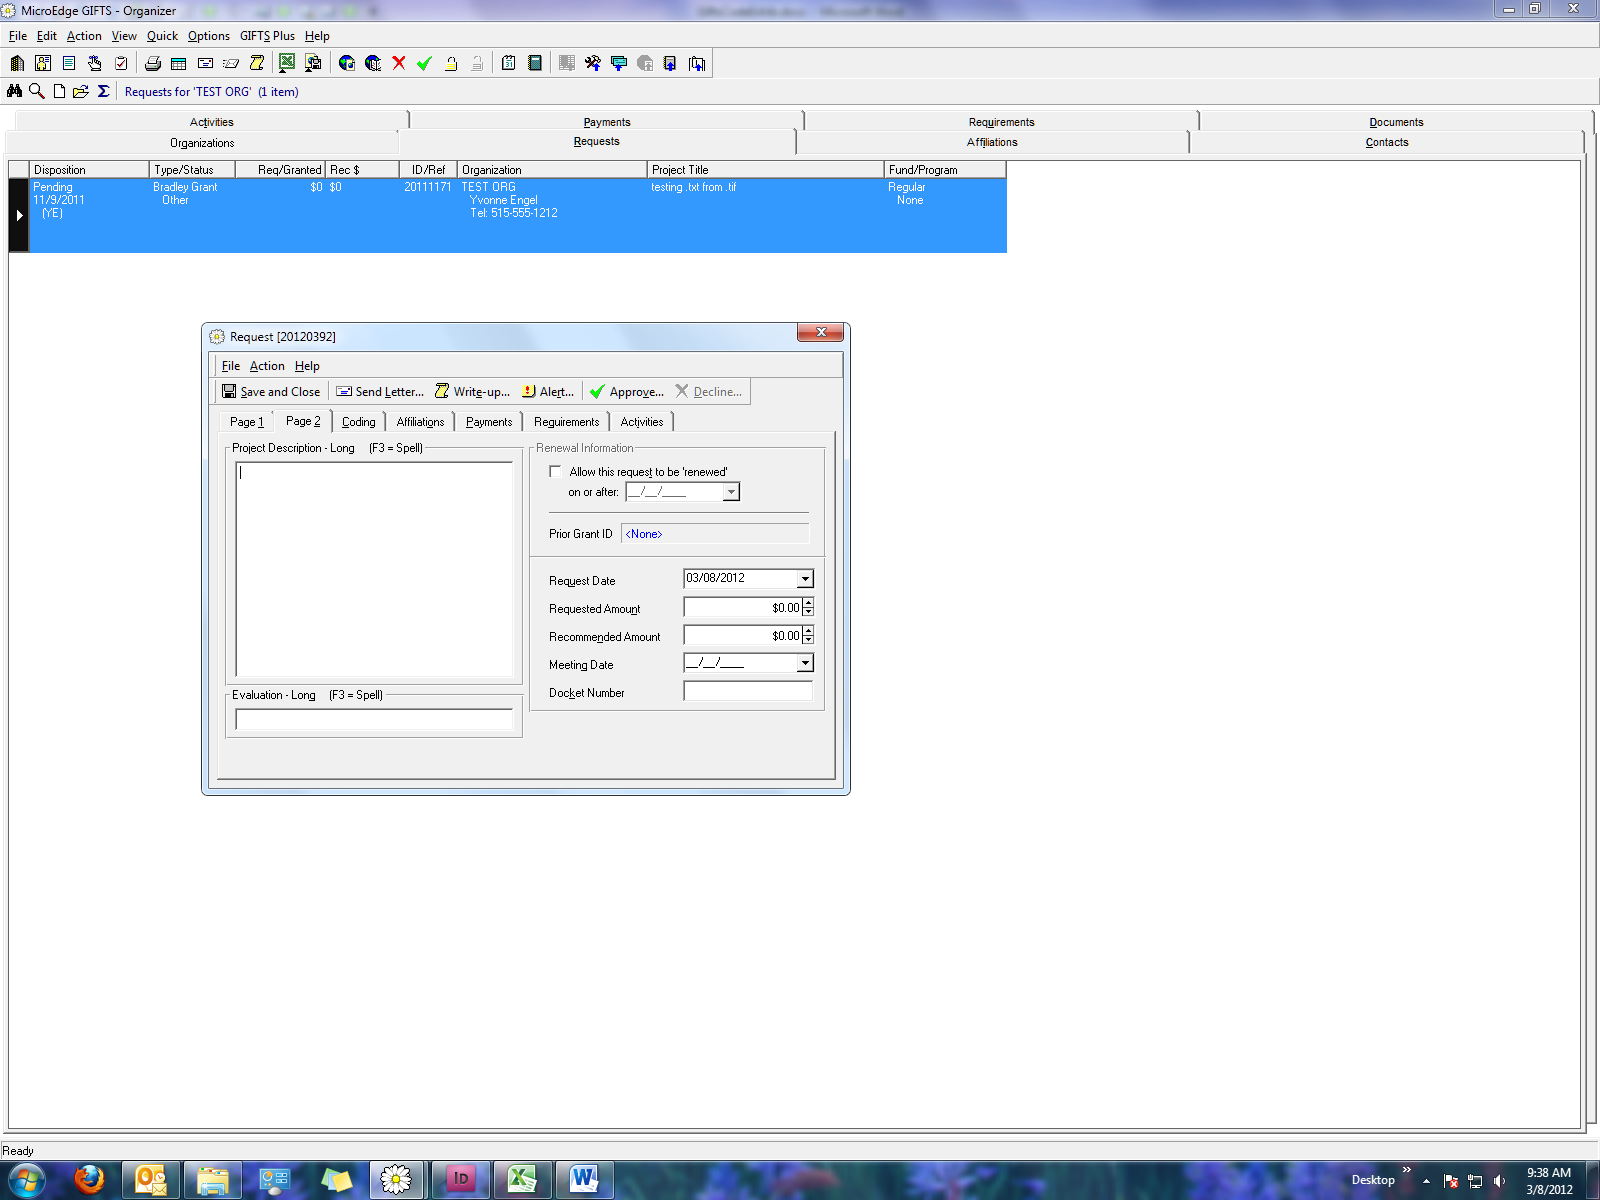 MicroEdge GIFTS - Organizer
File Edit Action View Quick Options GIFTS Plus Help
Requests for 'TEST ORG' (1 item)
Activities Payments Requirements Documents
Organizations Requests Affiliations Contacts
Disposition Type/Status Req/Granted Rec $ ID/Ref Organization Project Title Fund/Program
Pending Bradley Grant $0 $0 20111171 TEST ORG testing .txt from .tif Regular
11/9/2011 Other Yvonne Engel None
(YE) Tel: 515-555-1212
Request [20120392]
File Action Help
Save and Close Send Letter... Write-up... Alert... Approve... Decline...
Page 1 Page 2 Coding Affiliations Payments Requirements Activities
Project Description - Long (F3 = Spell) Renewal Information
Allow this request to be 'renewed'
on or after: __/__/____
Prior Grant ID <None>
Request Date 03/08/2012
Requested Amount $0.00
Recommended Amount $0.00
Meeting Date __/__/____
Docket Number
Evaluation - Long (F3 = Spell)
Ready
Desktop »
9:38 AM
3/8/2012